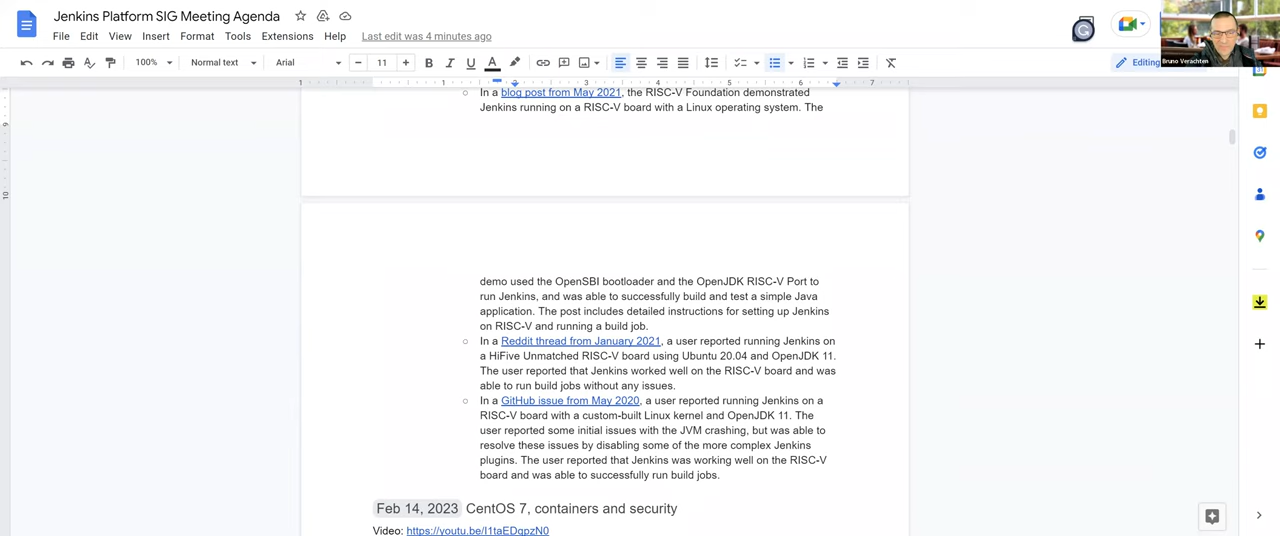 Jenkins Platform SIG Meeting Agenda
File Edit View Insert Format Tools Extensions Help Last edit was 4 minutes ago
100% Normal text Arial 11 Editing
Bruno Verachten
1 1 2 3 4 5 6 7
9
10
In a blog post from May 2021, the RISC-V Foundation demonstrated
Jenkins running on a RISC-V board with a Linux operating system. The
demo used the OpenSBI bootloader and the OpenJDK RISC-V Port to
run Jenkins, and was able to successfully build and test a simple Java
application. The post includes detailed instructions for setting up Jenkins
on RISC-V and running a build job.
In a Reddit thread from January 2021, a user reported running Jenkins on
a HiFive Unmatched RISC-V board using Ubuntu 20.04 and OpenJDK 11.
The user reported that Jenkins worked well on the RISC-V board and was
able to run build jobs without any issues.
In a GitHub issue from May 2020, a user reported running Jenkins on a
RISC-V board with a custom-built Linux kernel and OpenJDK 11. The
user reported some initial issues with the JVM crashing, but was able to
resolve these issues by disabling some of the more complex Jenkins
plugins. The user reported that Jenkins was working well on the RISC-V
board and was able to successfully run build jobs.
Feb 14, 2023 CentOS 7, containers and security
Video: https://youtu.be/I1taEDqpzN0